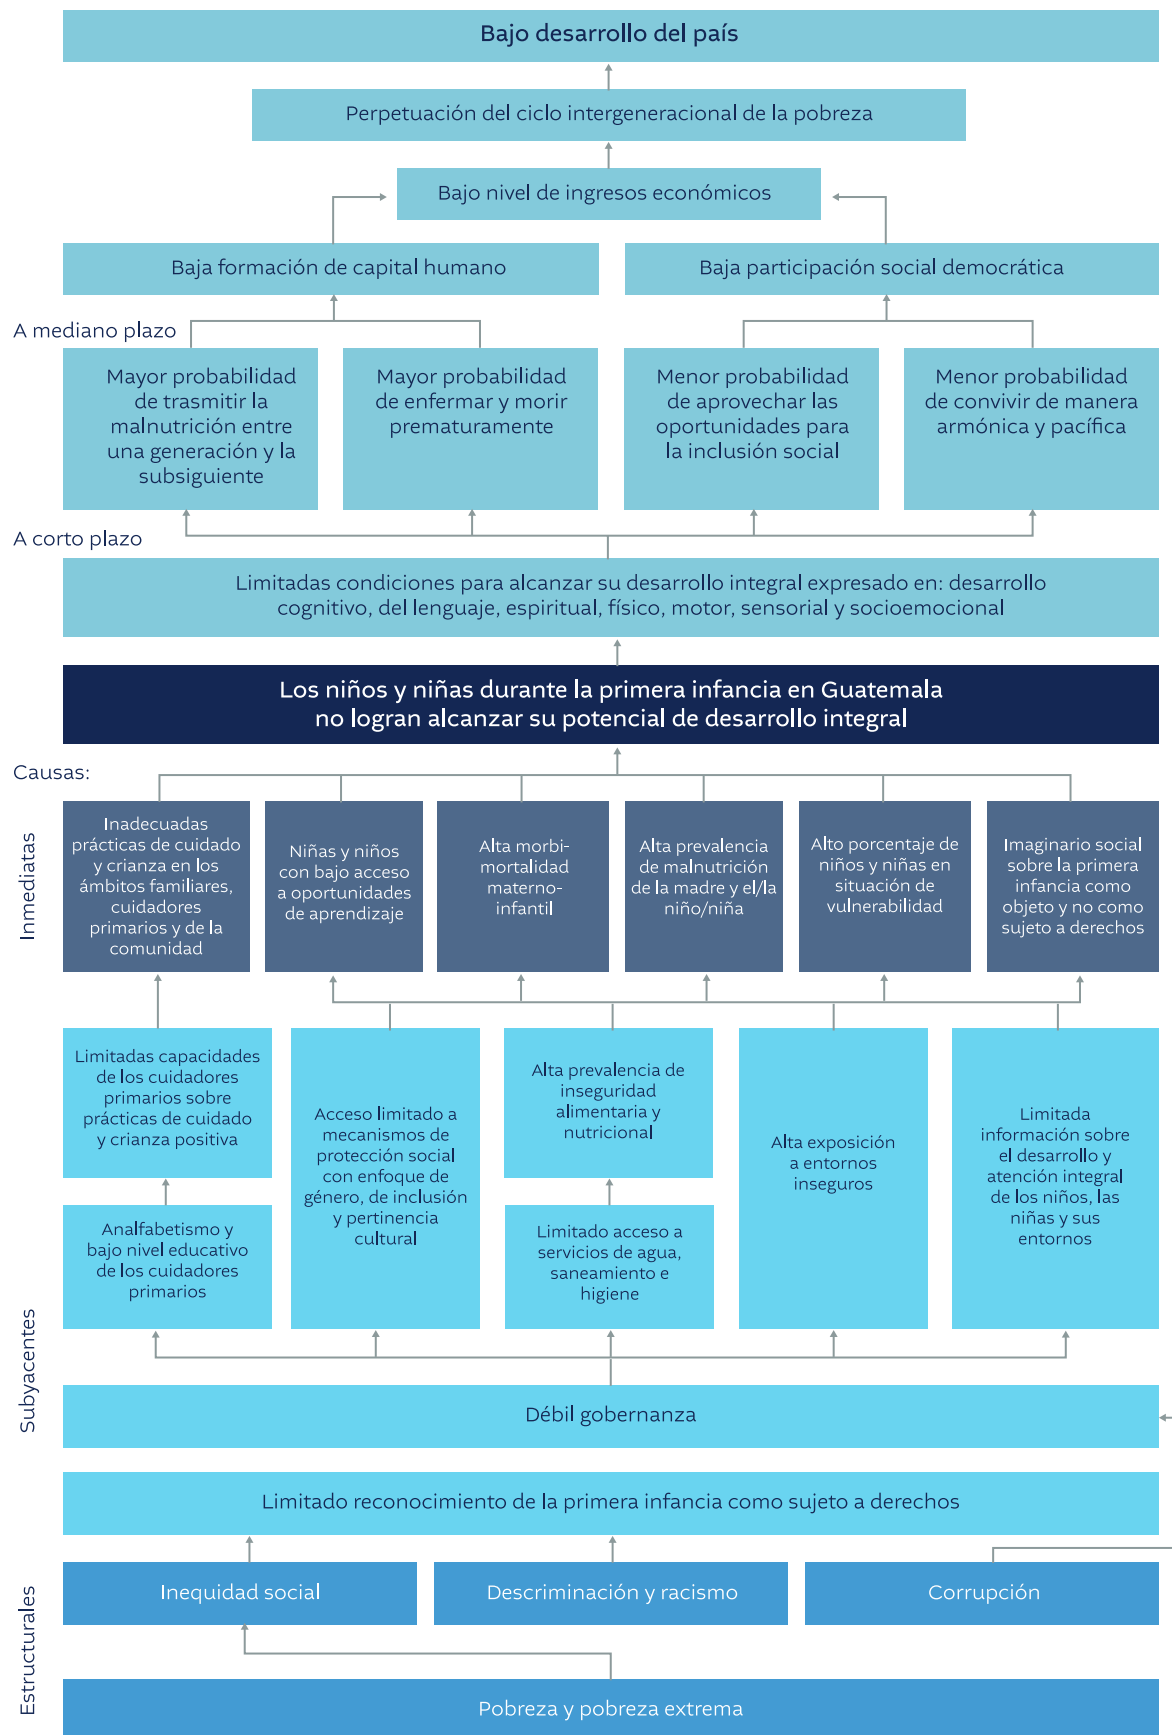 Bajo desarrollo del país
Perpetuación del ciclo intergeneracional de la pobreza
Bajo nivel de ingresos económicos
Baja formación de capital humano
Baja participación social democrática
A mediano plazo
Mayor probabilidad
de trasmitir la
malnutrición entre
una generación y la
subsiguiente
Mayor probabilidad
de enfermar y morir
prematuramente
Menor probabilidad
de aprovechar las
oportunidades para
la inclusión social
Menor probabilidad
de convivir de manera
armónica y pacífica
A corto plazo
Limitadas condiciones para alcanzar su desarrollo integral expresado en: desarrollo
cognitivo, del lenguaje, espiritual, físico, motor, sensorial y socioemocional
Los niños y niñas durante la primera infancia en Guatemala
no logran alcanzar su potencial de desarrollo integral
Causas:
Inmediatas
Inadecuadas
prácticas de cuidado
y crianza en los
ámbitos familiares,
cuidadores
primarios y de la
comunidad
Niñas y niños
con bajo acceso
a oportunidades
de aprendizaje
Alta morbi-
mortalidad
materno-
infantil
Alta prevalencia
de malnutrición
de la madre y el/la
niño/niña
Alto porcentaje de
niños y niñas en
situación de
vulnerabilidad
Imaginario social
sobre la primera
infancia como
objeto y no como
sujeto a derechos
Subyacentes
Limitadas capacidades
de los cuidadores
primarios sobre
prácticas de cuidado
y crianza positiva
Analfabetismo y
bajo nivel educativo
de los cuidadores
primarios
Acceso limitado a
mecanismos de
protección social
con enfoque de
género, de inclusión
y pertinencia
cultural
Alta prevalencia de
inseguridad
alimentaria y
nutricional
Limitado acceso a
servicios de agua,
saneamiento e
higiene
Alta exposición
a entornos
inseguros
Limitada
información sobre
el desarrollo y
atención integral
de los niños, las
niñas y sus
entornos
Débil gobernanza
Limitado reconocimiento de la primera infancia como sujeto a derechos
Estructurales
Inequidad social
Descriminación y racismo
Corrupción
Pobreza y pobreza extrema